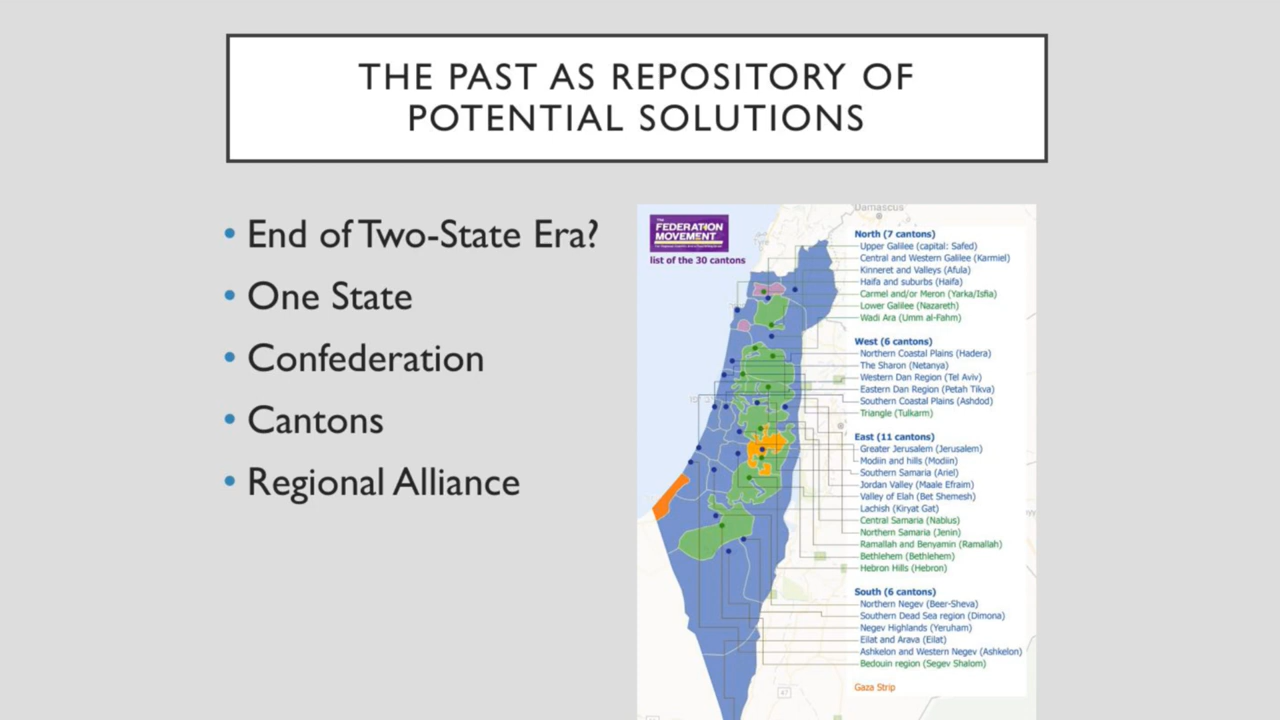 THE PAST AS REPOSITORY OF
POTENTIAL SOLUTIONS
• End of Two-State Era?
• One State
• Confederation
• Cantons
• Regional Alliance
Damascus
The
FEDERATION
MOVEMENT
list of the 30 cantons
North (7 cantons)
Upper Galilee (capital: Safed)
Central and Western Galilee (Karmiel)
Kinneret and Valleys (Afula)
Haifa and suburbs (Haifa)
Carmel and/or Meron (Yarka/Isfia)
Lower Galilee (Nazareth)
Wadi Ara (Umm al-Fahm)
West (6 cantons)
Northern Coastal Plains (Hadera)
The Sharon (Netanya)
Western Dan Region (Tel Aviv)
Eastern Dan Region (Petah Tikva)
Southern Coastal Plains (Ashdod)
Triangle (Tulkarm)
East (11 cantons)
Greater Jerusalem (Jerusalem)
Modiin and hills (Modiin)
Southern Samaria (Ariel)
Jordan Valley (Maale Efraim)
Valley of Elah (Bet Shemesh)
Lachish (Kiryat Gat)
Central Samaria (Nablus)
Northern Samaria (Jenin)
Ramallah and Benyamin (Ramallah)
Bethlehem (Bethlehem)
Hebron Hills (Hebron)
South (6 cantons)
Northern Negev (Beer-Sheva)
Southern Dead Sea region (Dimona)
Negev Highlands (Yeruham)
Eilat and Arava (Eilat)
Ashkelon and Western Negev (Ashkelon)
Bedouin region (Segev Shalom)
Gaza Strip
47